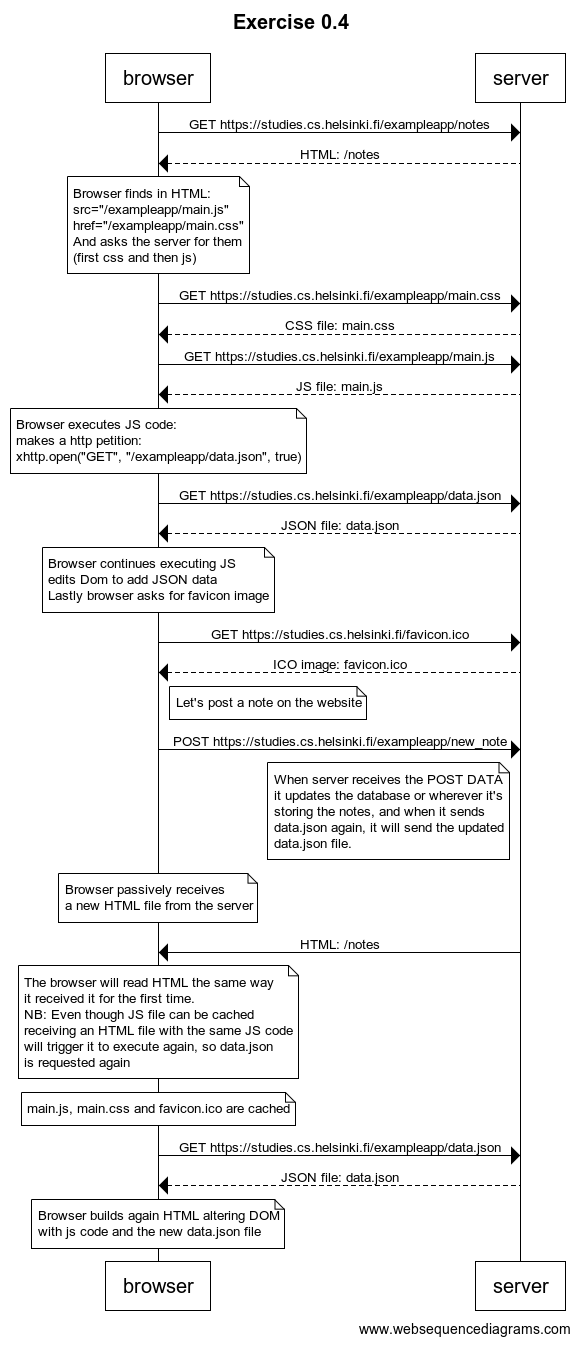 Exercise 0.4
browser
server
GET https://studies.cs.helsinki.fi/exampleapp/notes
HTML: /notes
Browser finds in HTML:
src="/exampleapp/main.js"
href="/exampleapp/main.css"
And asks the server for them
(first css and then js)
GET https://studies.cs.helsinki.fi/exampleapp/main.css
CSS file: main.css
GET https://studies.cs.helsinki.fi/exampleapp/main.js
JS file: main.js
Browser executes JS code:
makes a http petition:
xhttp.open("GET", "/exampleapp/data.json", true)
GET https://studies.cs.helsinki.fi/exampleapp/data.json
JSON file: data.json
Browser continues executing JS
edits Dom to add JSON data
Lastly browser asks for favicon image
GET https://studies.cs.helsinki.fi/favicon.ico
ICO image: favicon.ico
Let's post a note on the website
POST https://studies.cs.helsinki.fi/exampleapp/new_note
When server receives the POST DATA
it updates the database or wherever it's
storing the notes, and when it sends
data.json again, it will send the updated
data.json file.
Browser passively receives
a new HTML file from the server
HTML: /notes
The browser will read HTML the same way
it received it for the first time.
NB: Even though JS file can be cached
receiving an HTML file with the same JS code
will trigger it to execute again, so data.json
is requested again
main.js, main.css and favicon.ico are cached
GET https://studies.cs.helsinki.fi/exampleapp/data.json
JSON file: data.json
Browser builds again HTML altering DOM
with js code and the new data.json file
browser
server
www.websequencediagrams.com